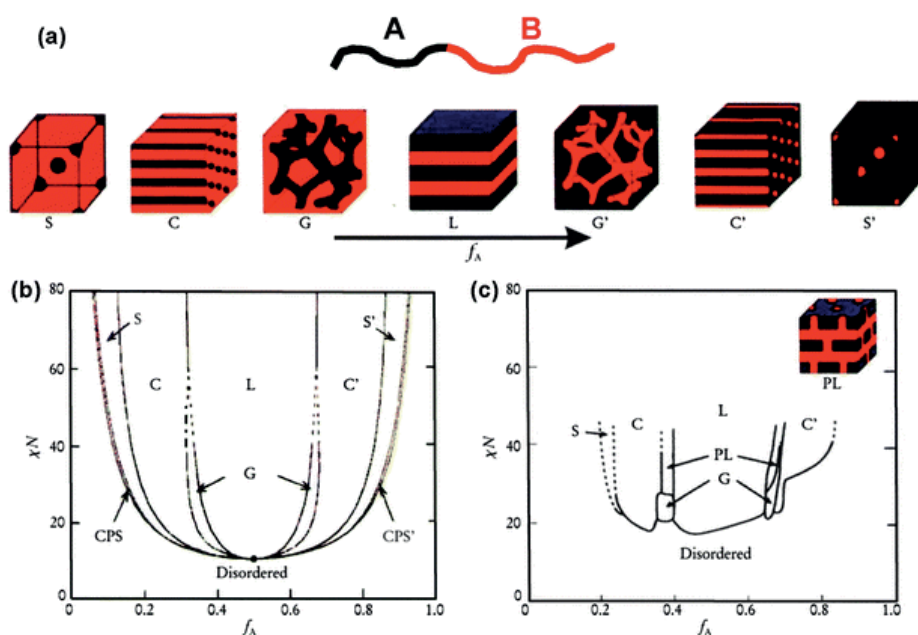 (a)
A B
S C G L G' C' S'
fA
(b)
χN
80
60
40
20
0
0 0.2 0.4 0.6 0.8 1.0
fA
S S'
C L C'
G
CPS CPS'
Disordered
(c)
χN
80
60
40
20
0
0.2 0.4 0.6 0.8 1.0
fA
PL
S C L C'
PL
G
Disordered